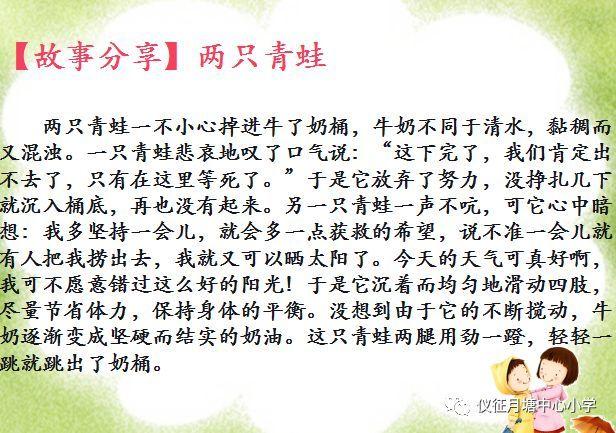 【故事分享】两只青蛙
两只青蛙一不小心掉进牛了奶桶，牛奶不同于清水，黏稠而
又混浊。一只青蛙悲哀地叹了口气说：“这下完了，我们肯定出
不去了，只有在这里等死了。”于是它放弃了努力，没挣扎几下
就沉入桶底，再也没有起来。另一只青蛙一声不吭，可它心中暗
想：我多坚持一会儿，就会多一点获救的希望，说不准一会儿就
有人把我捞出去，我就又可以晒太阳了。今天的天气可真好啊，
我可不愿意错过这么好的阳光！于是它沉着而均匀地滑动四肢，
尽量节省体力，保持身体的平衡。没想到由于它的不断搅动，牛
奶逐渐变成坚硬而结实的奶油。这只青蛙两腿用劲一蹬，轻轻一
跳就跳出了奶桶。
仪征月塘中心小学